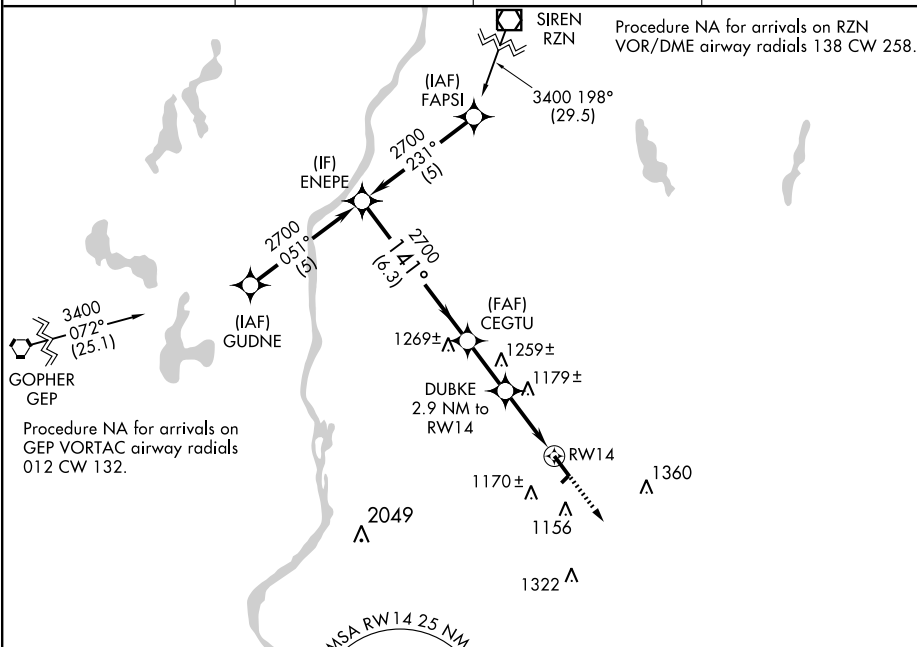 SIREN
RZN
Procedure NA for arrivals on RZN
VOR/DME airway radials 138 CW 258.
(IAF)
FAPSI
3400 198°
(29.5)
2700
231°
(5)
(IF)
ENEPE
2700
051°
(5)
2700
141°
(6.3)
(IAF)
GUDNE
3400
072°
(25.1)
GOPHER
GEP
Procedure NA for arrivals on
GEP VORTAC airway radials
012 CW 132.
(FAF)
CEGTU
1269±
1259±
1179±
DUBKE
2.9 NM to
RW14
RW14
1170±
1360
1156
2049
1322
MSA RW14 25 NM